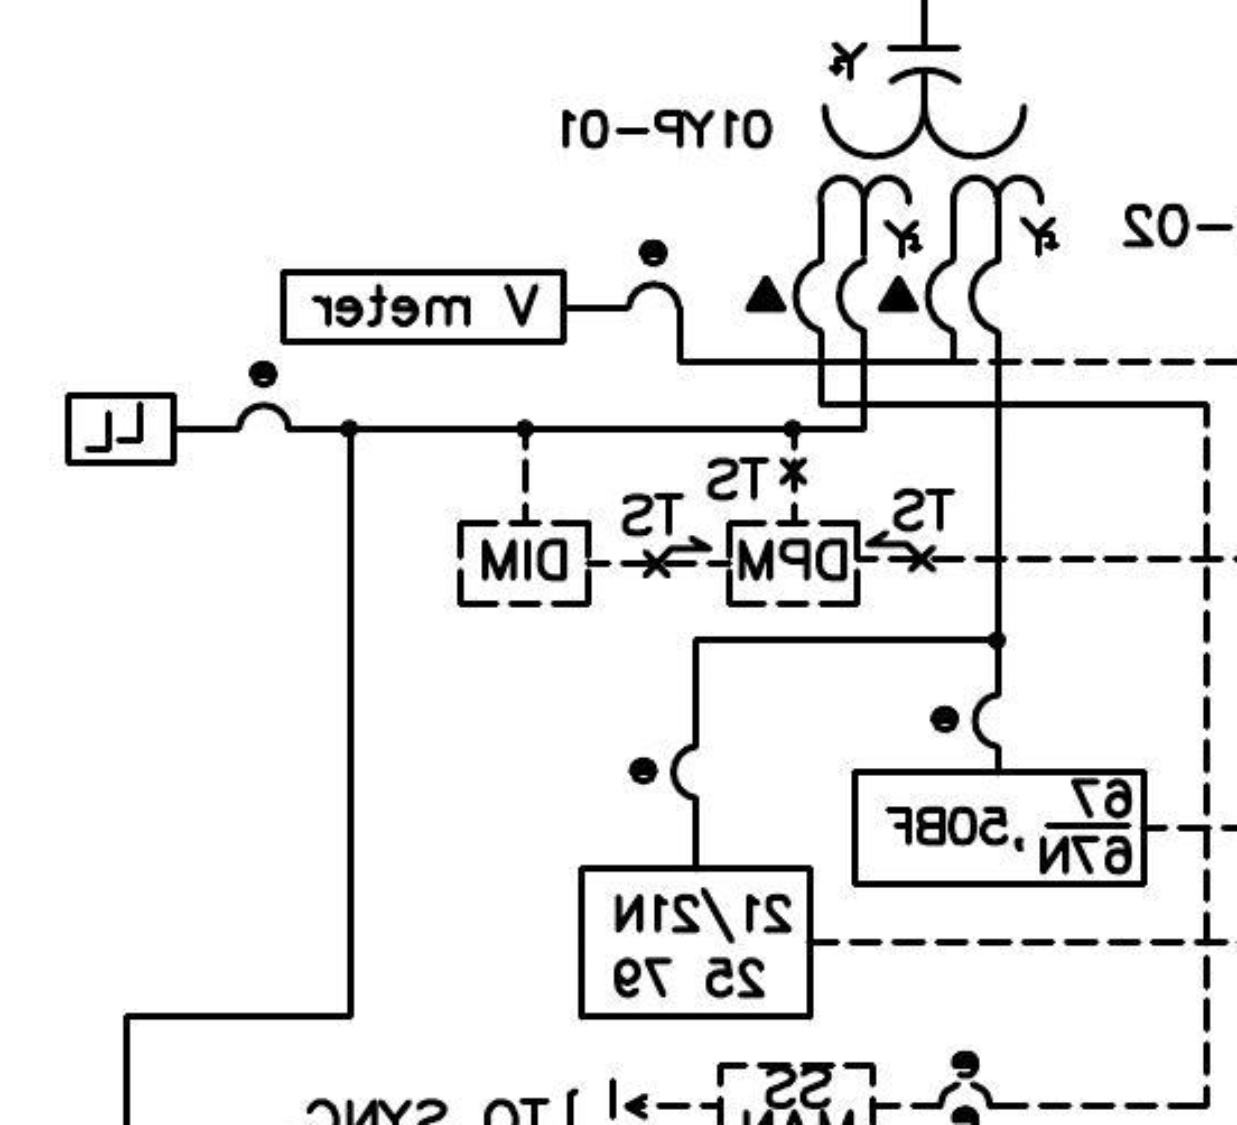 01YP-01
-02
V meter
LL
TS
TS
TS
DIM
DPM
67
67N
,50BF
21/21N
25 79
SS
MAN
TO SYNC